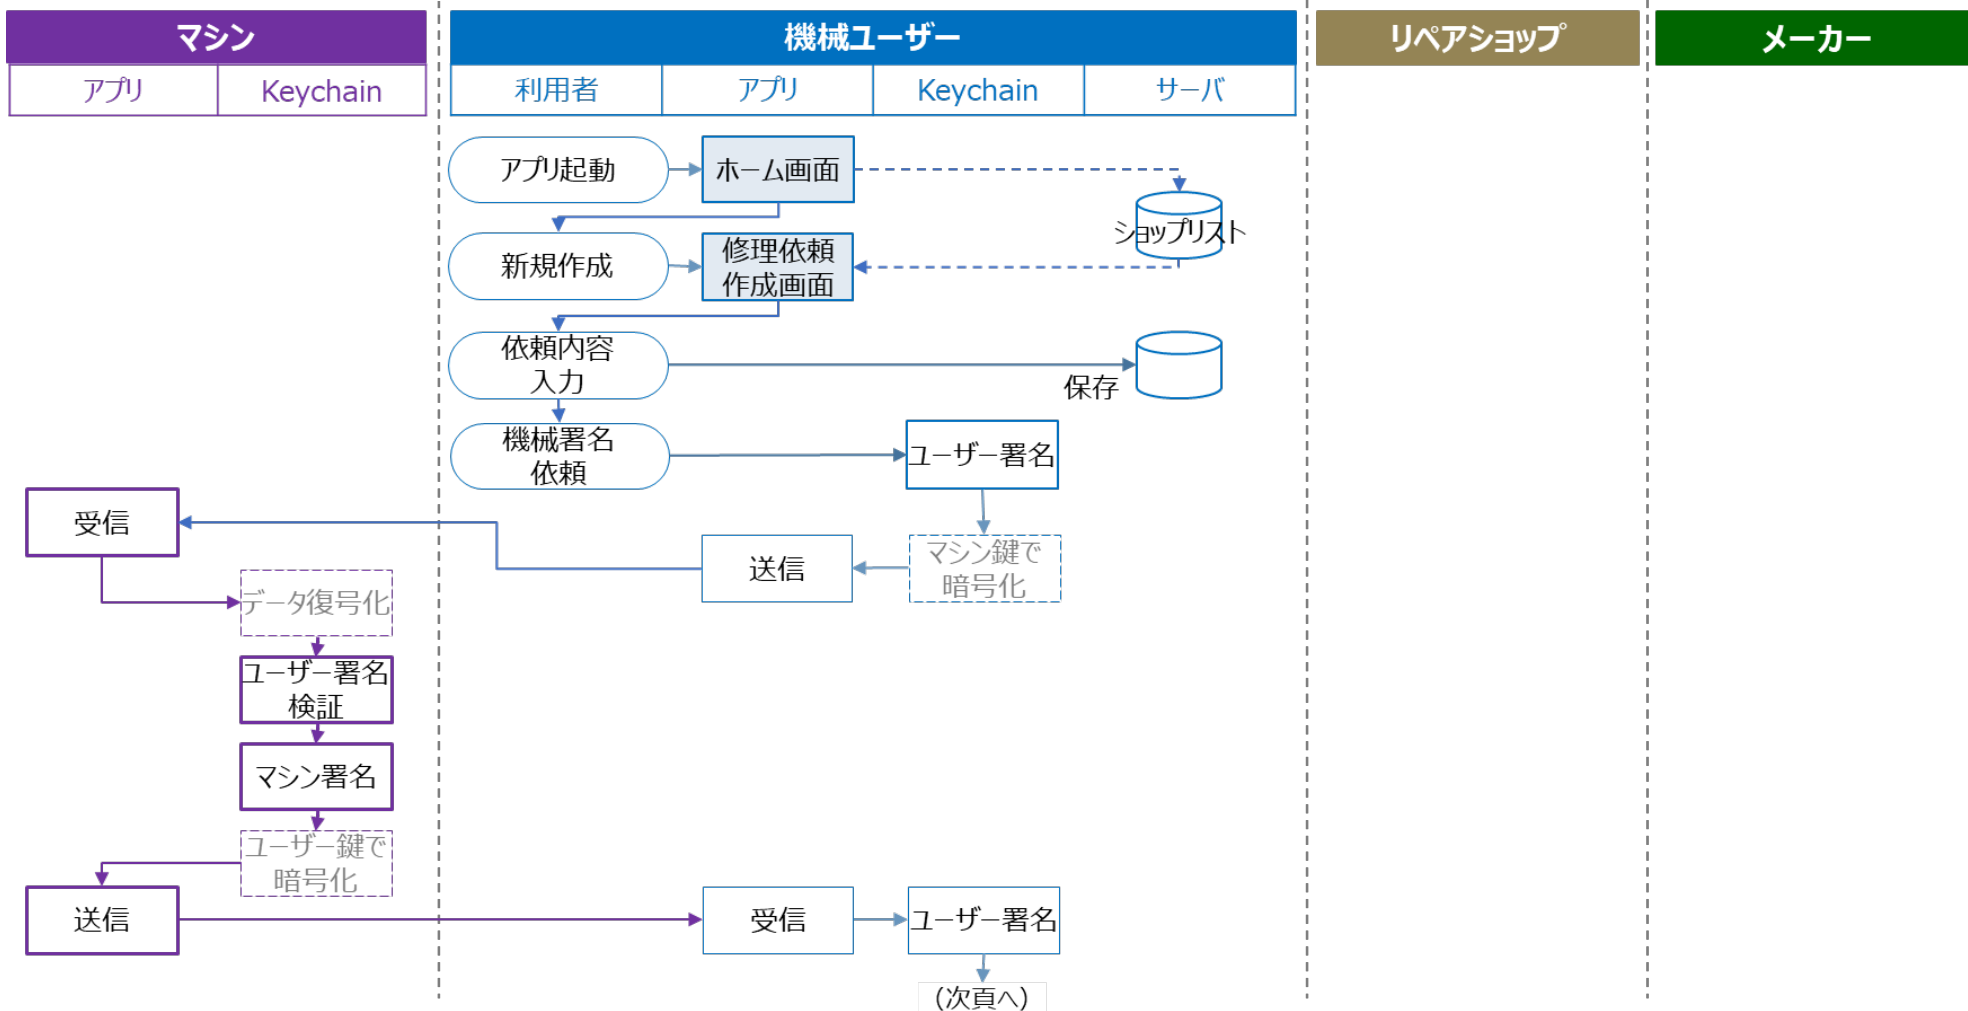 マシン
機械ユーザー
リペアショップ
メーカー
アプリ
Keychain
利用者
アプリ
Keychain
サーバ
アプリ起動
ホーム画面
ショップリスト
新規作成
修理依頼
作成画面
依頼内容
入力
保存
機械署名
依頼
ユーザー署名
受信
送信
マシン鍵で
暗号化
データ復号化
ユーザー署名
検証
マシン署名
ユーザー鍵で
暗号化
送信
受信
ユーザー署名
(次頁へ)